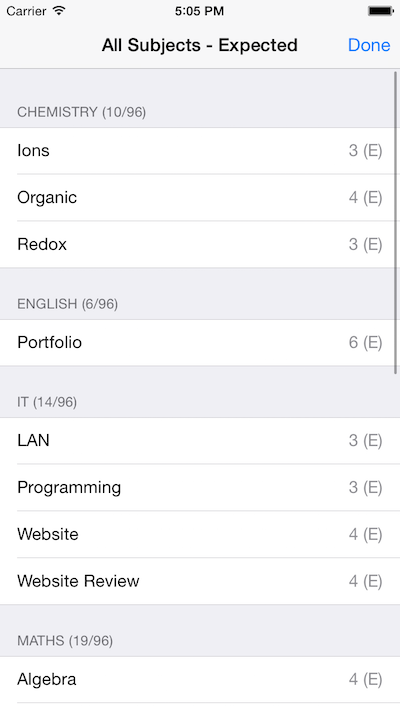 Carrier 5:05 PM
All Subjects - Expected Done
CHEMISTRY (10/96)
Ions 3 (E)
Organic 4 (E)
Redox 3 (E)
ENGLISH (6/96)
Portfolio 6 (E)
IT (14/96)
LAN 3 (E)
Programming 3 (E)
Website 4 (E)
Website Review 4 (E)
MATHS (19/96)
Algebra 4 (E)